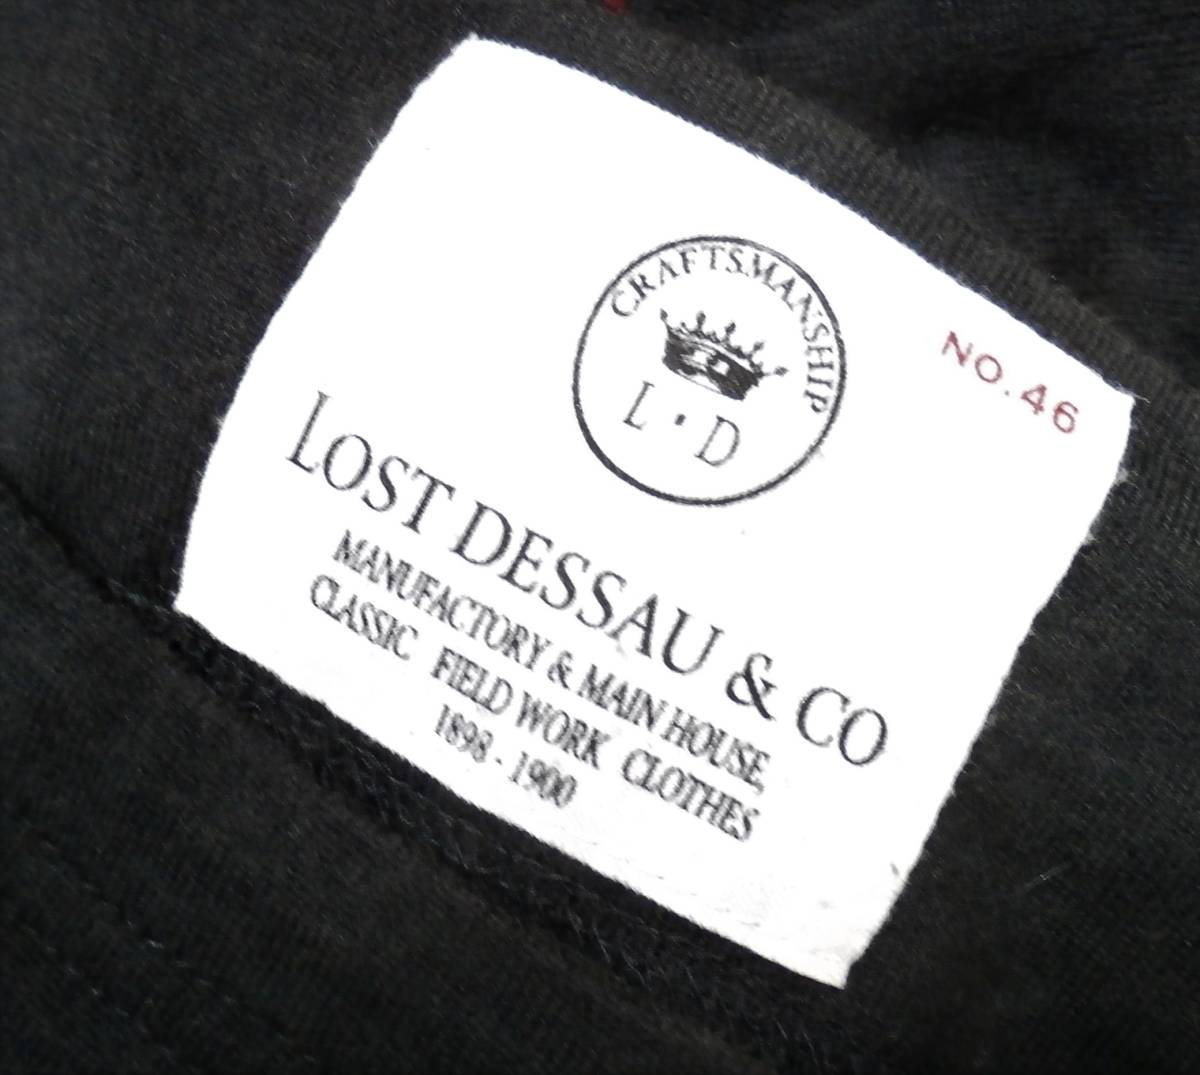 CRAFTSMANSHIP
L · D
NO.46
LOST DESSAU & CO
MANUFACTORY & MAIN HOUSE,
CLASSIC FIELD WORK CLOTHES
1898 - 1900